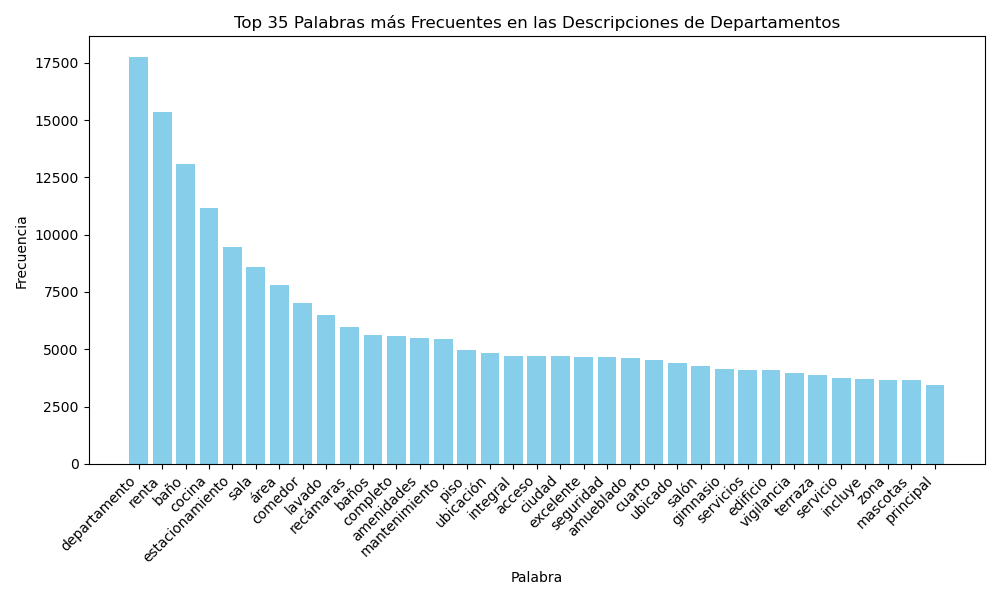 Top 35 Palabras más Frecuentes en las Descripciones de Departamentos
Frecuencia
17500
15000
12500
10000
7500
5000
2500
0
departamento
renta
baño
cocina
estacionamiento
sala
área
comedor
lavado
recámaras
baños
completo
amenidades
mantenimiento
piso
ubicación
integral
acceso
ciudad
excelente
seguridad
amueblado
cuarto
ubicado
salón
gimnasio
servicios
edificio
vigilancia
terraza
servicio
incluye
zona
mascotas
principal
Palabra